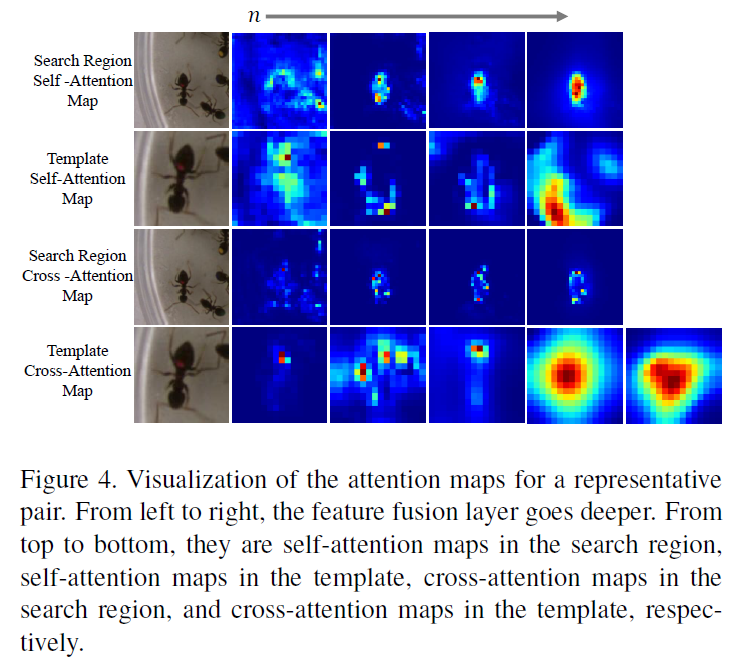 n
Search Region
Self -Attention
Map
Template
Self-Attention
Map
Search Region
Cross -Attention
Map
Template
Cross-Attention
Map
Figure 4. Visualization of the attention maps for a representative
pair. From left to right, the feature fusion layer goes deeper. From
top to bottom, they are self-attention maps in the search region,
self-attention maps in the template, cross-attention maps in the
search region, and cross-attention maps in the template, respec-
tively.